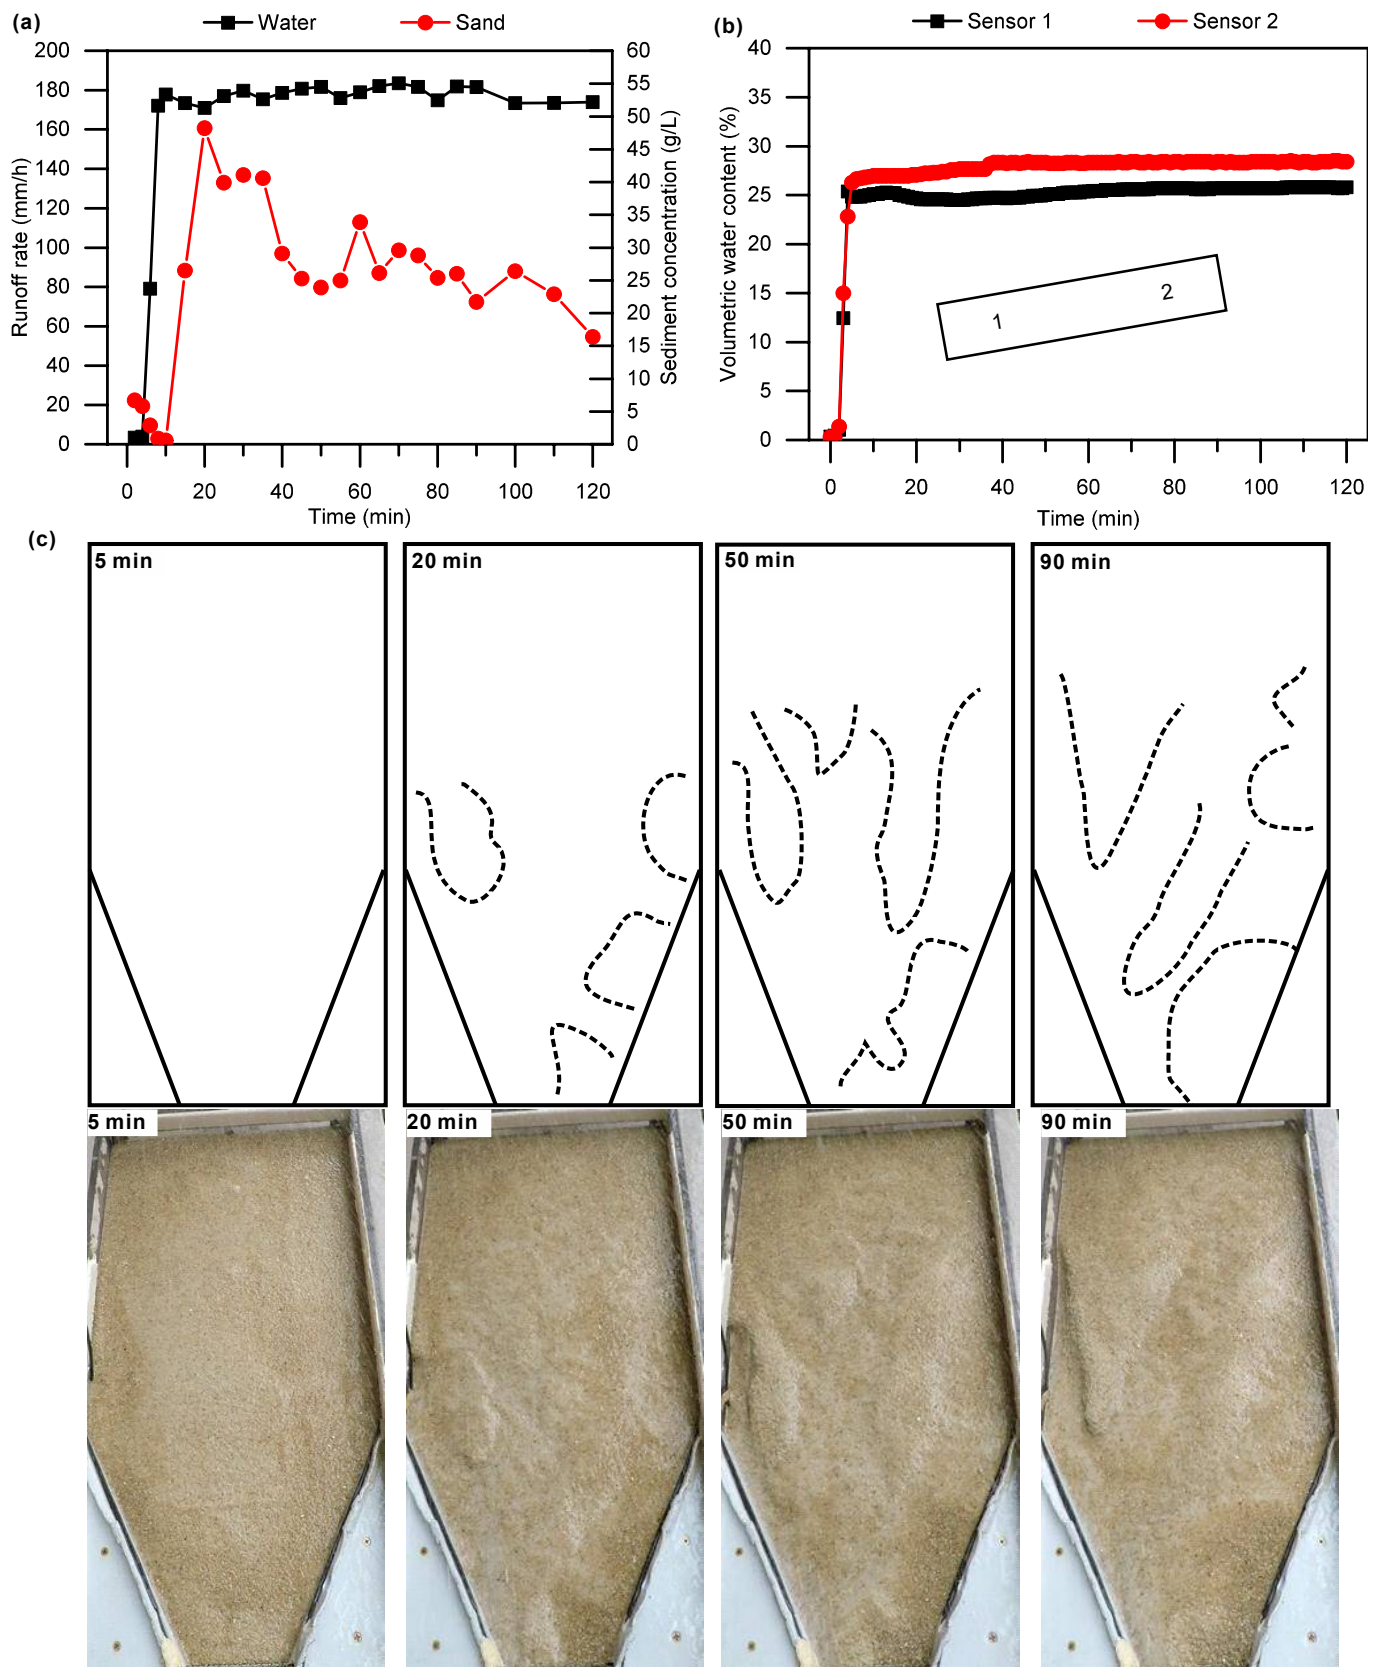 (a)
Water
Sand
200
180
160
140
120
100
80
60
40
20
0
Runoff rate (mm/h)
60
55
50
45
40
35
30
25
20
15
10
5
0
Sediment concentration (g/L)
0 20 40 60 80 100 120
Time (min)
(b)
Sensor 1
Sensor 2
40
35
30
25
20
15
10
5
0
Volumetric water content (%)
1
2
0 20 40 60 80 100 120
Time (min)
(c)
5 min
20 min
50 min
90 min
5 min
20 min
50 min
90 min